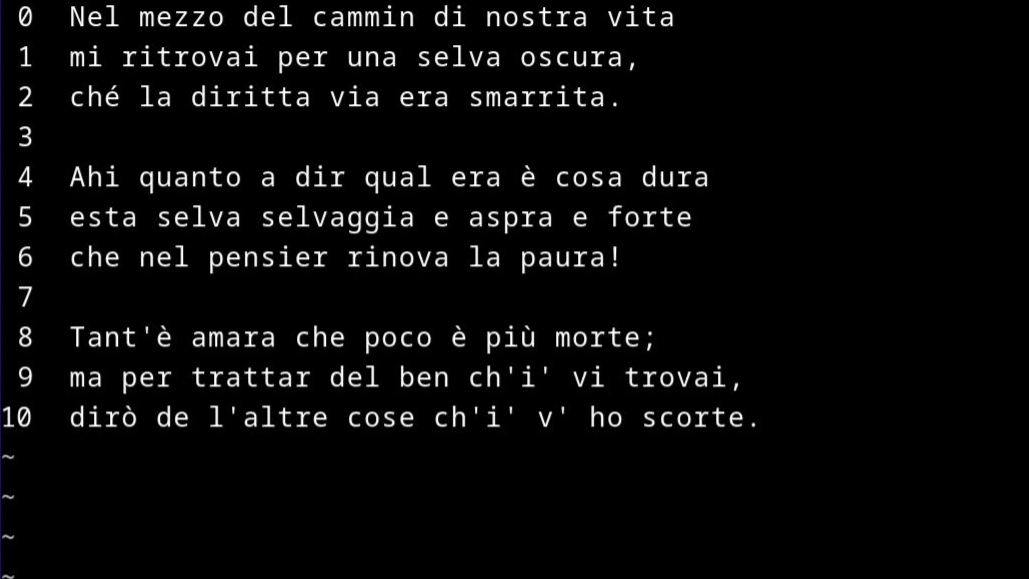 0 Nel mezzo del cammin di nostra vita
1 mi ritrovai per una selva oscura,
2 ché la diritta via era smarrita.
3
4 Ahi quanto a dir qual era è cosa dura
5 esta selva selvaggia e aspra e forte
6 che nel pensier rinova la paura!
7
8 Tant'è amara che poco è più morte;
9 ma per trattar del ben ch'i' vi trovai,
10 dirò de l'altre cose ch'i' v' ho scorte.
~
~
~
~